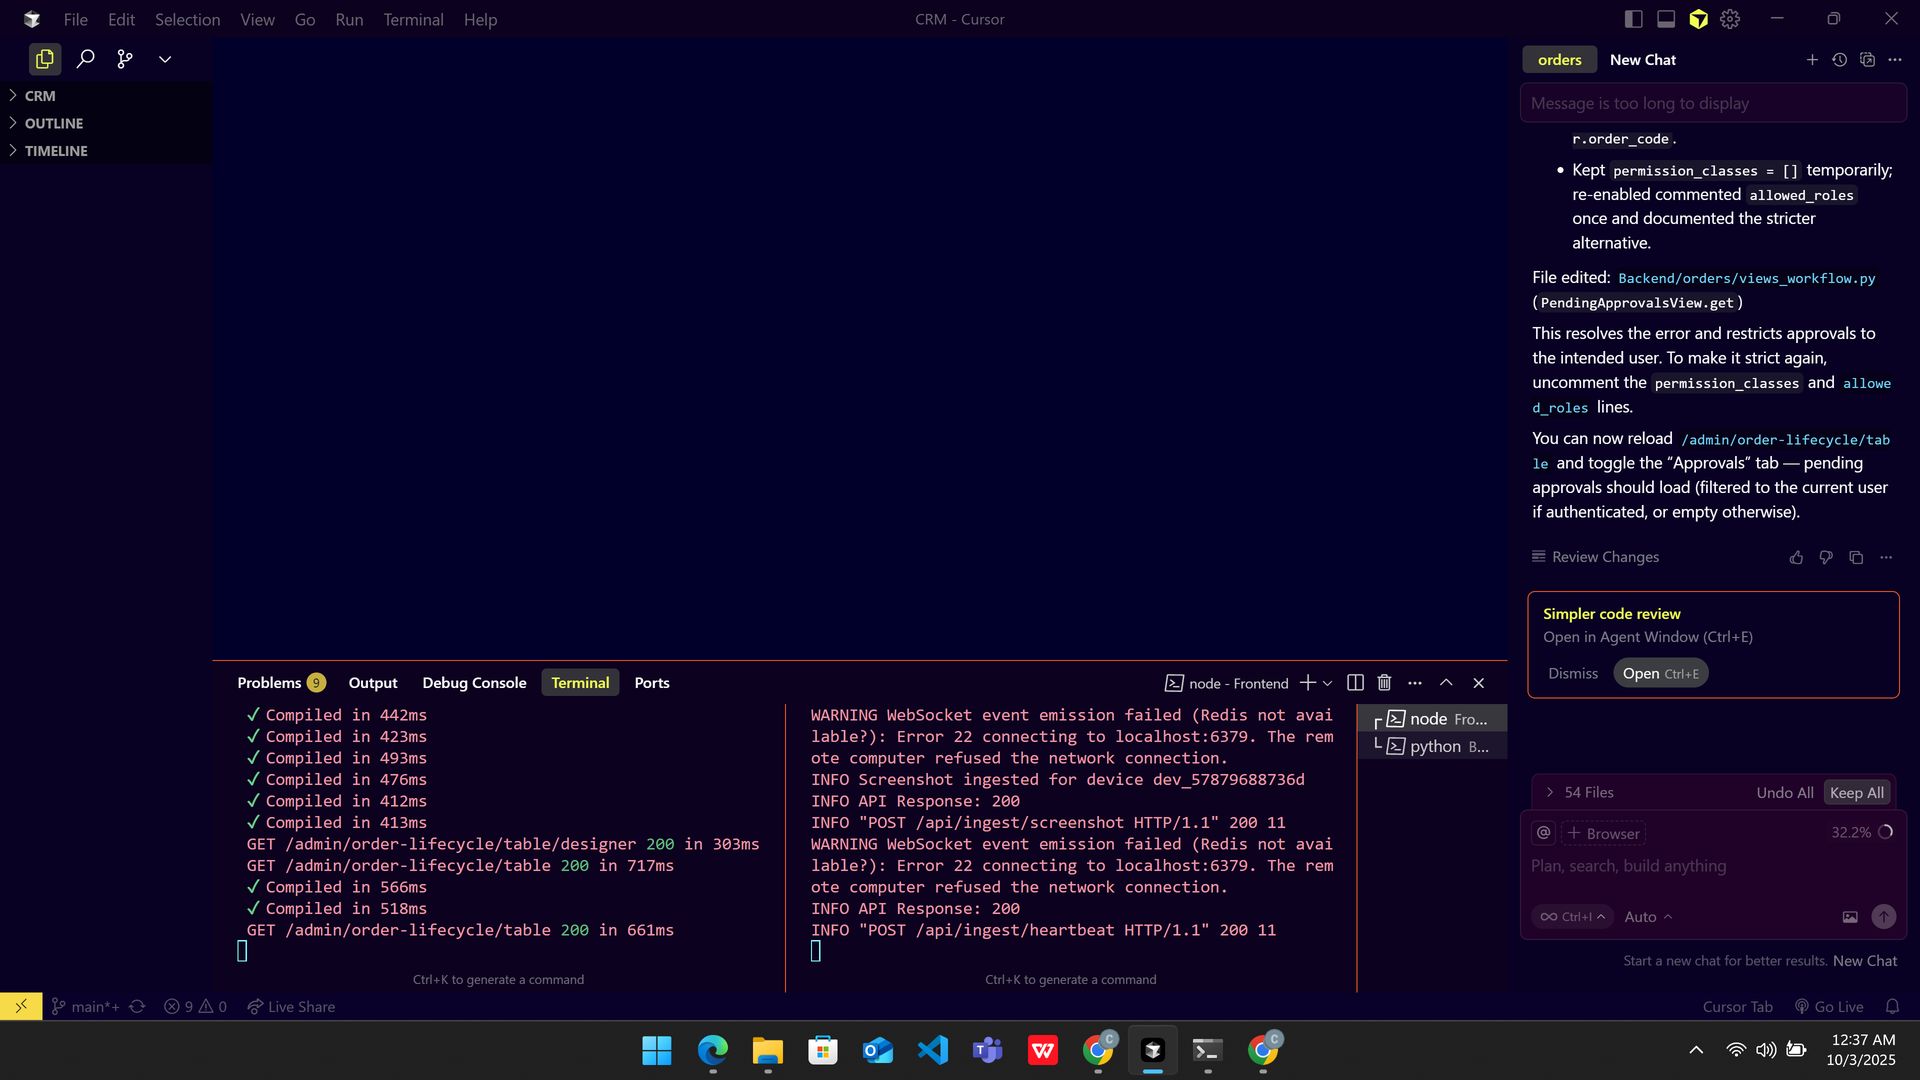 File Edit Selection View Go Run Terminal Help
CRM - Cursor
CRM
OUTLINE
TIMELINE
orders New Chat
Message is too long to display
r.order_code.
• Kept permission_classes = [] temporarily;
re-enabled commented allowed_roles
once and documented the stricter
alternative.
File edited: Backend/orders/views_workflow.py
(PendingApprovalsView.get)
This resolves the error and restricts approvals to
the intended user. To make it strict again,
uncomment the permission_classes and allowe
d_roles lines.
You can now reload /admin/order-lifecycle/tab
le and toggle the “Approvals” tab — pending
approvals should load (filtered to the current user
if authenticated, or empty otherwise).
Review Changes
Simpler code review
Open in Agent Window (Ctrl+E)
Dismiss Open Ctrl+E
54 Files Undo All Keep All
@ + Browser 32.2%
Plan, search, build anything
∞ Ctrl+I Auto
Start a new chat for better results. New Chat
Problems 9 Output Debug Console Terminal Ports
node - Frontend
✓ Compiled in 442ms
✓ Compiled in 423ms
✓ Compiled in 493ms
✓ Compiled in 476ms
✓ Compiled in 412ms
✓ Compiled in 413ms
GET /admin/order-lifecycle/table/designer 200 in 303ms
GET /admin/order-lifecycle/table 200 in 717ms
✓ Compiled in 566ms
✓ Compiled in 518ms
GET /admin/order-lifecycle/table 200 in 661ms
Ctrl+K to generate a command
WARNING WebSocket event emission failed (Redis not avai
lable?): Error 22 connecting to localhost:6379. The rem
ote computer refused the network connection.
INFO Screenshot ingested for device dev_57879688736d
INFO API Response: 200
INFO "POST /api/ingest/screenshot HTTP/1.1" 200 11
WARNING WebSocket event emission failed (Redis not avai
lable?): Error 22 connecting to localhost:6379. The rem
ote computer refused the network connection.
INFO API Response: 200
INFO "POST /api/ingest/heartbeat HTTP/1.1" 200 11
Ctrl+K to generate a command
node Fro...
python B...
main*+ 9 0 Live Share
Cursor Tab Go Live
12:37 AM
10/3/2025